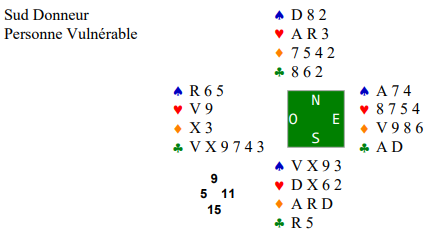 Sud Donneur
Personne Vulnérable
♠ D 8 2
♥ A R 3
♦ 7 5 4 2
♣ 8 6 2
♠ R 6 5
♥ V 9
♦ X 3
♣ V X 9 7 4 3
N
O E
S
♠ A 7 4
♥ 8 7 5 4
♦ V 9 8 6
♣ A D
9
5 11
15
♠ V X 9 3
♥ D X 6 2
♦ A R D
♣ R 5